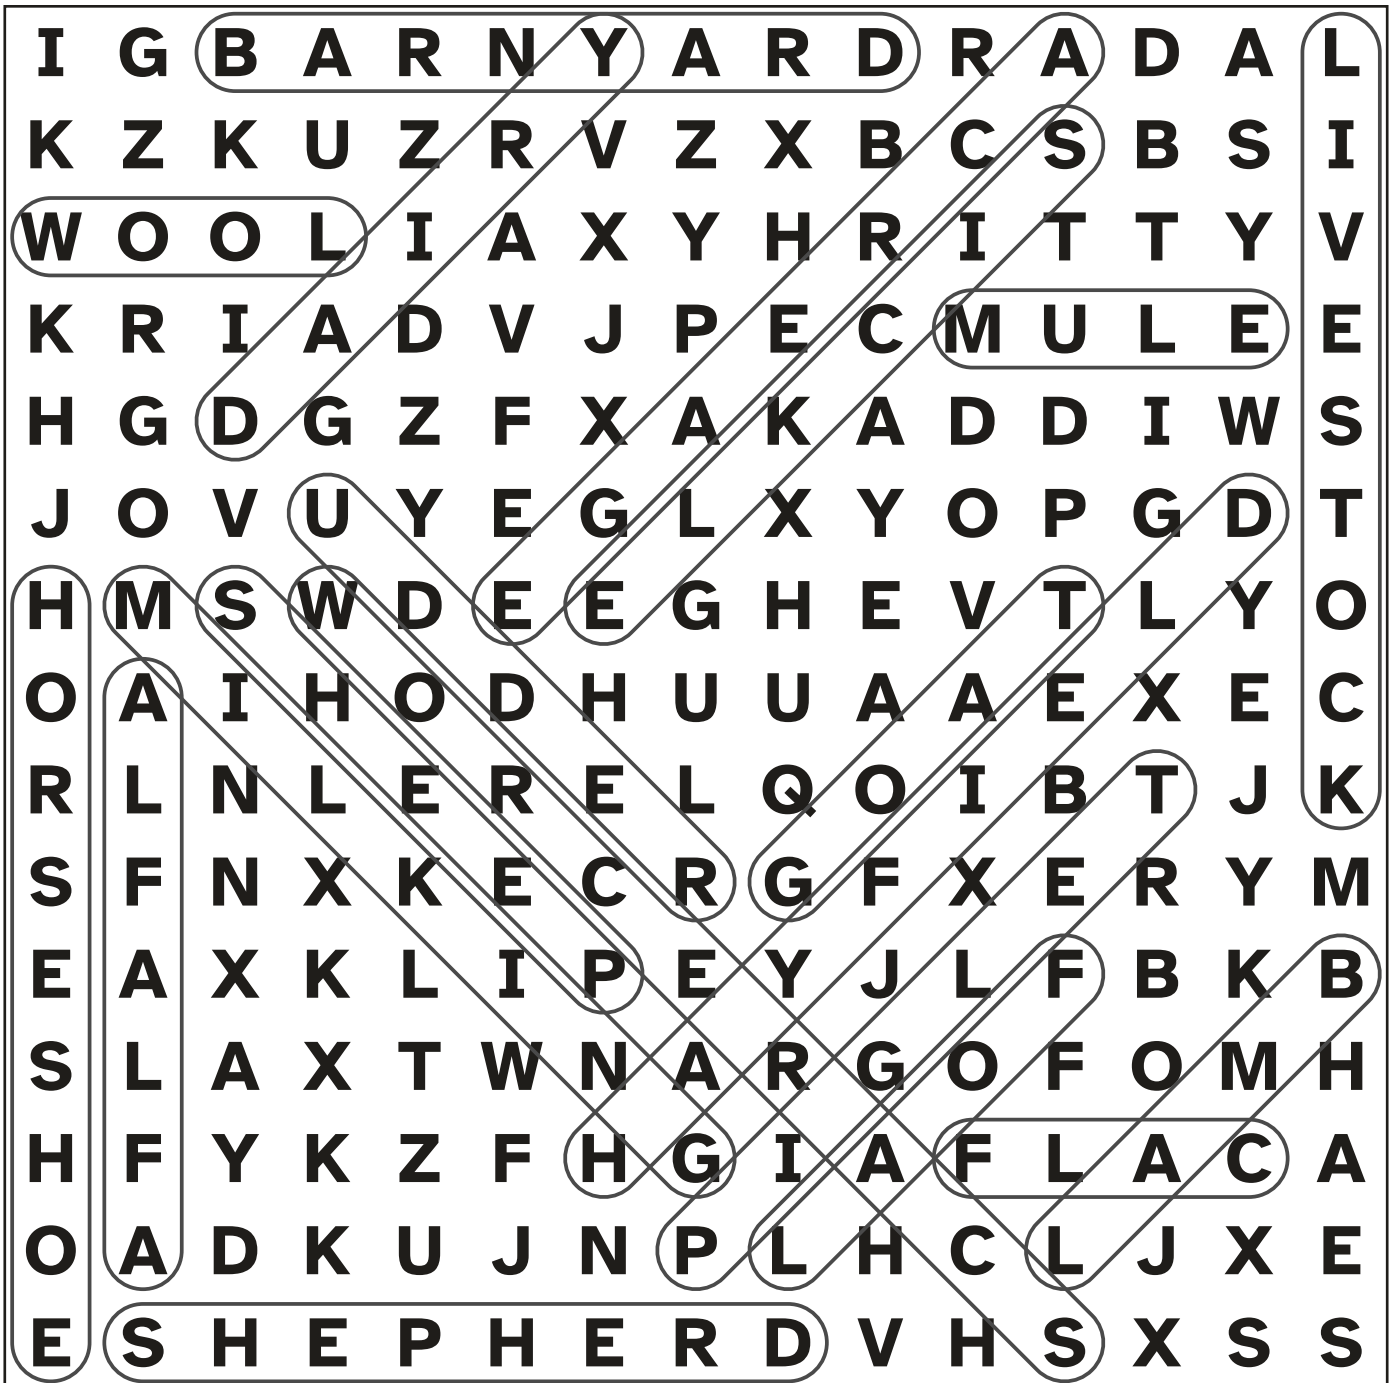 I G B A R N Y A R D R A D A L
K Z K U Z R V Z X B C S B S I
W O O L I A X Y H R I T T Y V
K R I A D V J P E C M U L E E
H G D G Z F X A K A D D I W S
J O V U Y E G L X Y O P G D T
H M S W D E E G H E V T L Y O
O A I H O D H U U A A E X E C
R L N L E R E L Q O I B T J K
S F N X K E C R G F X E R Y M
E A X K L I P E Y J L F B K B
S L A X T W N A R G O F O M H
H F Y K Z F H G I A F L A C A
O A D K U J N P L H C L J X E
E S H E P H E R D V H S X S S